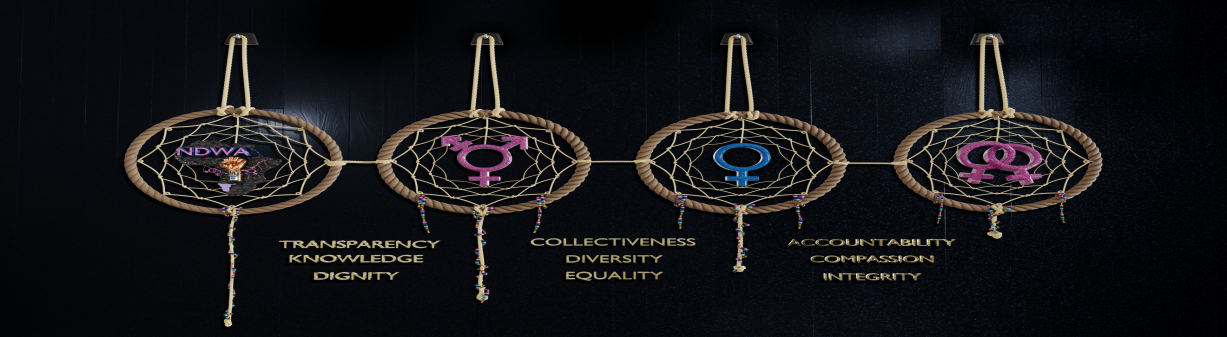 NDWA
TRANSPARENCY
KNOWLEDGE
DIGNITY
COLLECTIVENESS
DIVERSITY
EQUALITY
ACCOUNTABILITY
COMPASSION
INTEGRITY